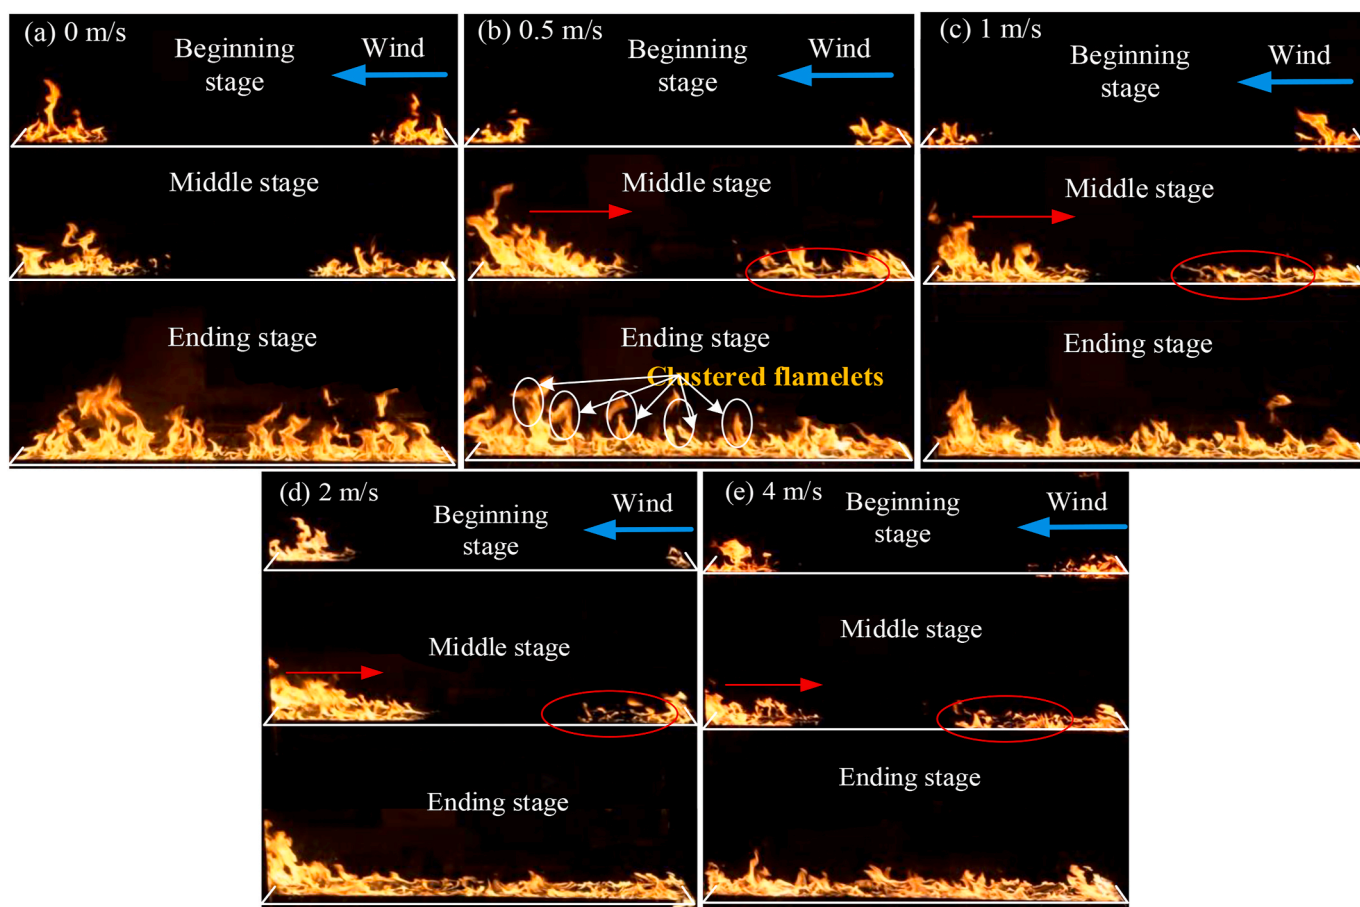 (a) 0 m/s
Beginning
stage
Wind
Middle stage
Ending stage
(b) 0.5 m/s
Beginning
stage
Wind
Middle stage
Ending stage
Clustered flamelets
(c) 1 m/s
Beginning
stage
Wind
Middle stage
Ending stage
(d) 2 m/s
Beginning
stage
Wind
Middle stage
Ending stage
(e) 4 m/s
Beginning
stage
Wind
Middle stage
Ending stage